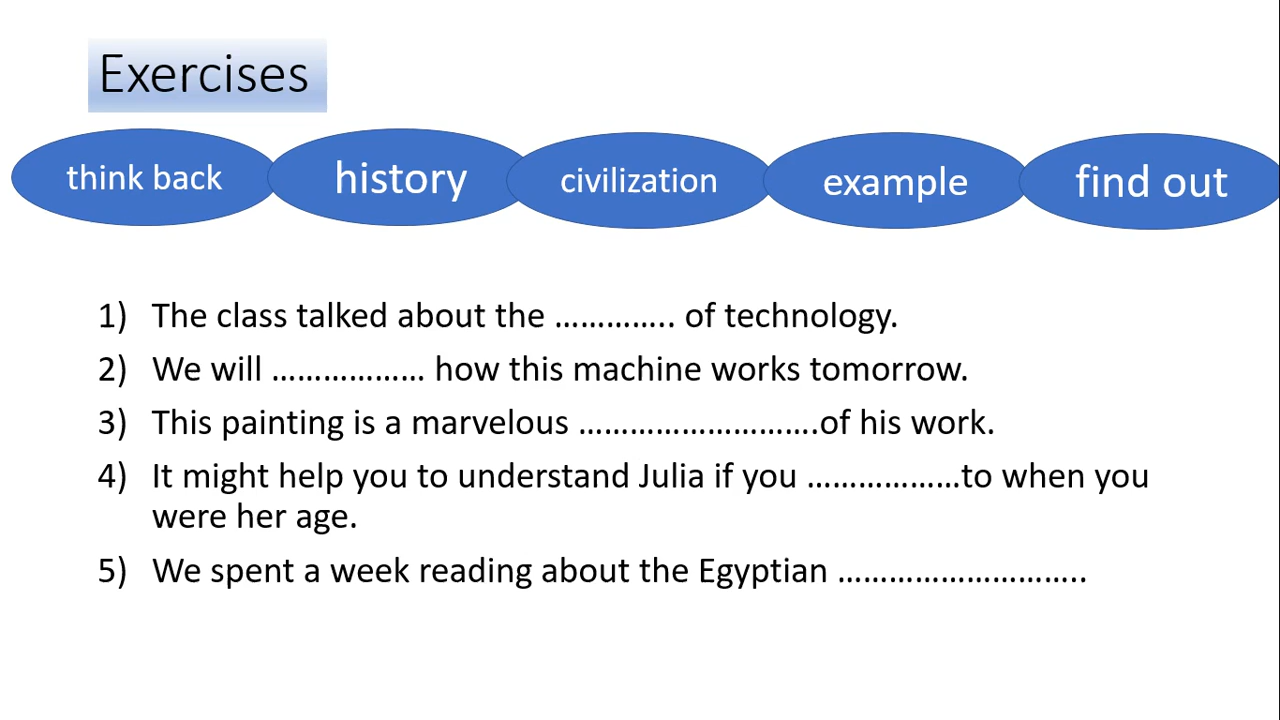 Exercises
think back history civilization example find out
1) The class talked about the ………….. of technology.
2) We will ……………… how this machine works tomorrow.
3) This painting is a marvelous ……………………….of his work.
4) It might help you to understand Julia if you ………………to when you
were her age.
5) We spent a week reading about the Egyptian ………………………..